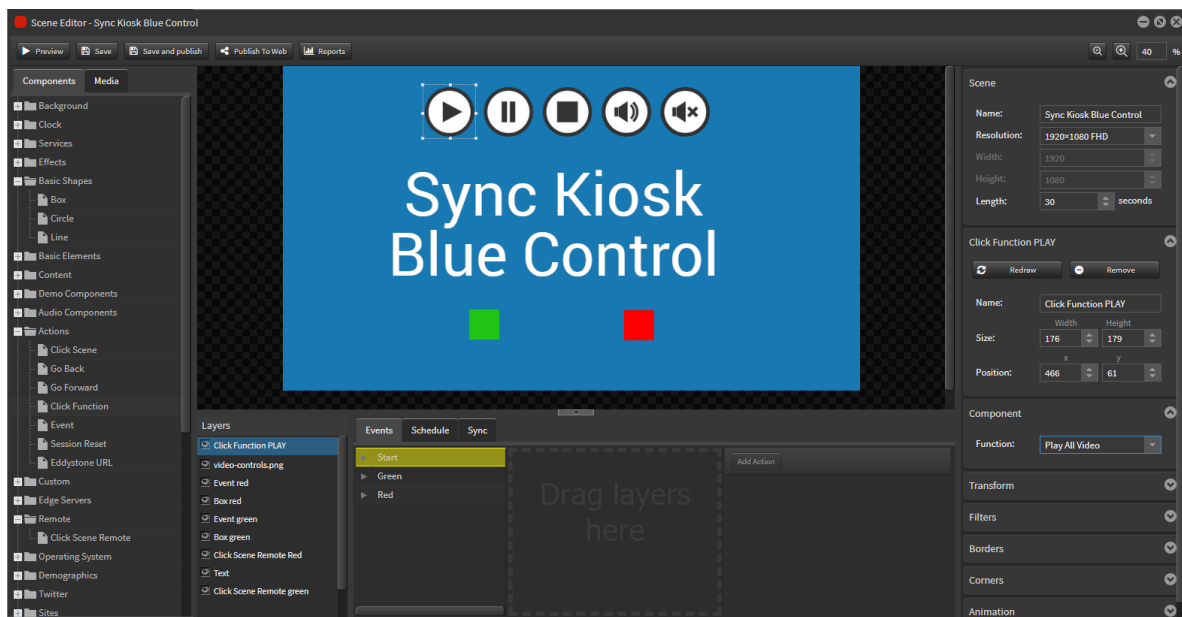 Scene Editor - Sync Kiosk Blue Control
Preview Save Save and publish Publish To Web Reports 40 %
Components Media
Background
Clock
Services
Effects
Basic Shapes
Box
Circle
Line
Basic Elements
Content
Demo Components
Audio Components
Actions
Click Scene
Go Back
Go Forward
Click Function
Event
Session Reset
Eddystone URL
Custom
Edge Servers
Remote
Click Scene Remote
Operating System
Demographics
Twitter
Sites
Sync Kiosk
Blue Control
Layers
Click Function PLAY
video-controls.png
Event red
Box red
Event green
Box green
Click Scene Remote Red
Text
Click Scene Remote green
Events Schedule Sync
Start
Green
Red
Drag layers
here
Add Action
Scene
Name: Sync Kiosk Blue Control
Resolution: 1920×1080 FHD
Width: 1920
Height: 1080
Length: 30 seconds
Click Function PLAY
Redraw Remove
Name: Click Function PLAY
Width Height
Size: 176 179
x y
Position: 466 61
Component
Function: Play All Video
Transform
Filters
Borders
Corners
Animation